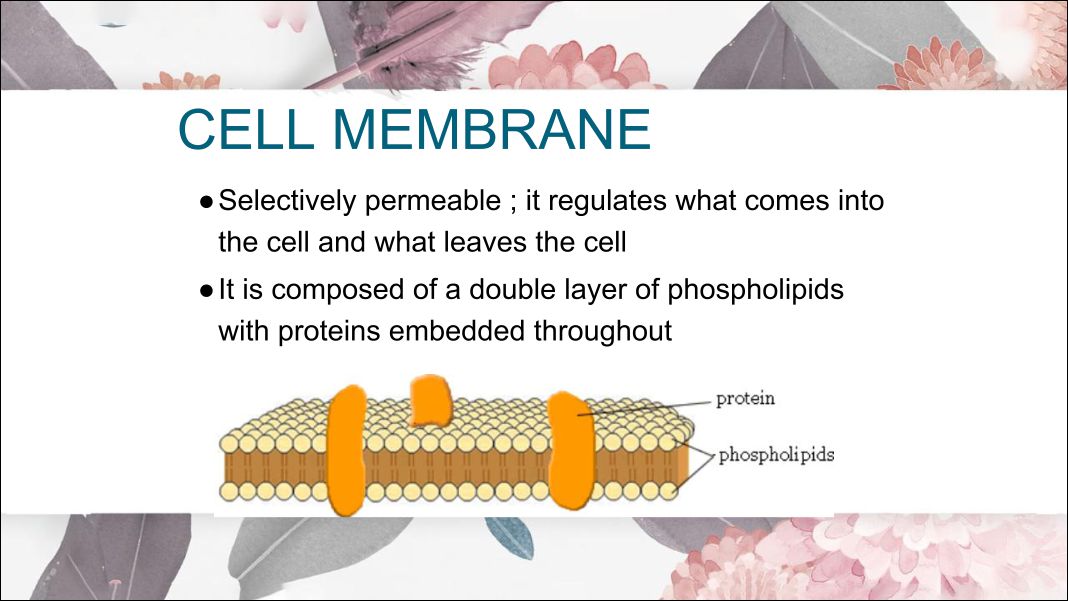 CELL MEMBRANE
●Selectively permeable ; it regulates what comes into
the cell and what leaves the cell
●It is composed of a double layer of phospholipids
with proteins embedded throughout
protein
phospholipids